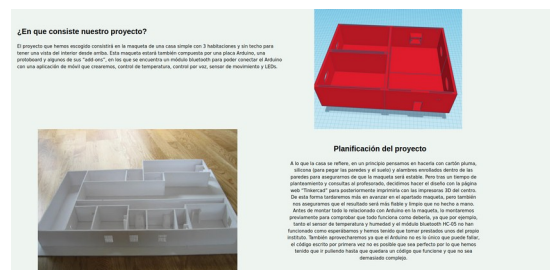 ¿En que consiste nuestro proyecto?
El proyecto que hemos escogido consistirá en la maqueta de una casa simple con 3 habitaciones y sin techo para
tener una vista del interior desde arriba. Esta maqueta estará también compuesta por una placa Arduino, una
protoboard y algunos de sus "add-ons", en los que se encuentra un módulo bluetooth para poder conectar el Arduino
con una aplicación de móvil que crearemos, control de temperatura, control por voz, sensor de movimiento y LEDs.
Planificación del proyecto
A lo que la casa se refiere, en un principio pensamos en hacerla con cartón pluma,
silicona (para pegar las paredes y el suelo) y alambres enrollados dentro de las
paredes para asegurarnos de que la maqueta será estable. Pero tras un tiempo de
planteamiento y consultas al profesorado, decidimos hacer el diseño con la página
web "Tinkercad" para posteriormente imprimirla con las impresoras 3D del centro.
De esta forma tardaremos más en avanzar en el apartado maqueta, pero también
nos aseguramos que el resultado será más fiable y limpio que no hecho a mano.
Antes de montar todo lo relacionado con Arduino en la maqueta, lo montaremos
previamente para comprobar que todo funciona como debería, ya que por ejemplo,
tanto el sensor de temperatura y humedad y el módulo bluetooth HC-05 no han
funcionado como esperábamos y hemos tenido que tomar prestados unos del propio
instituto. También aprovecharemos ya que el Arduino no es lo único que puede fallar,
el código escrito por primera vez no es posible que sea perfecto por lo que hemos
tenido que ir puliendo hasta que quedara un código que funcione y que no sea
demasiado complejo.